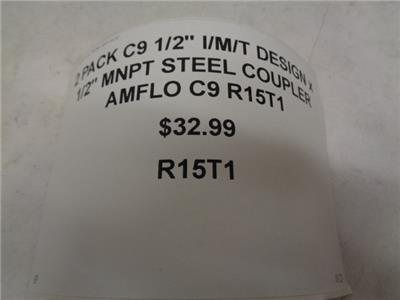 2 PACK C9 1/2" I/M/T DESIGN x
1/2" MNPT STEEL COUPLER
AMFLO C9 R15T1
$32.99
R15T1